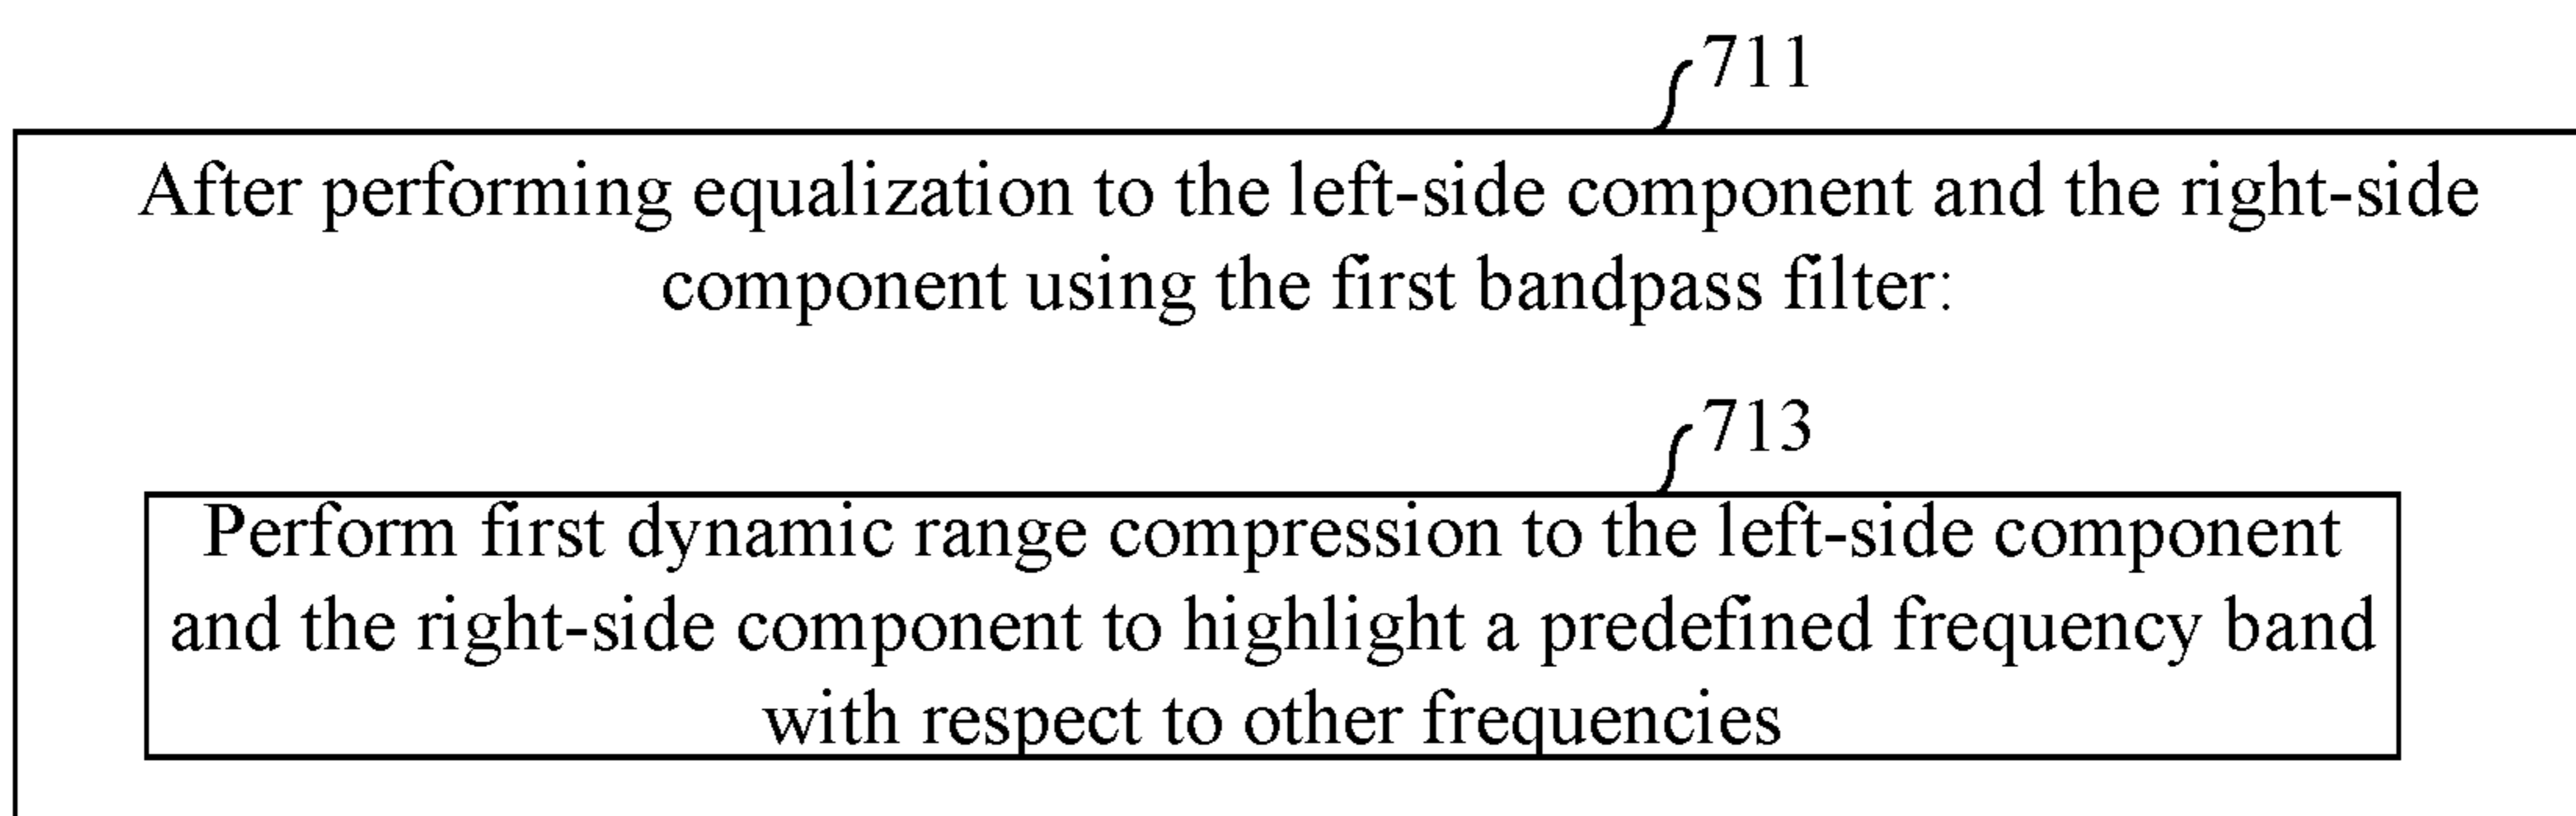 711
After performing equalization to the left-side component and the right-side
component using the first bandpass filter:
713
Perform first dynamic range compression to the left-side component
and the right-side component to highlight a predefined frequency band
with respect to other frequencies